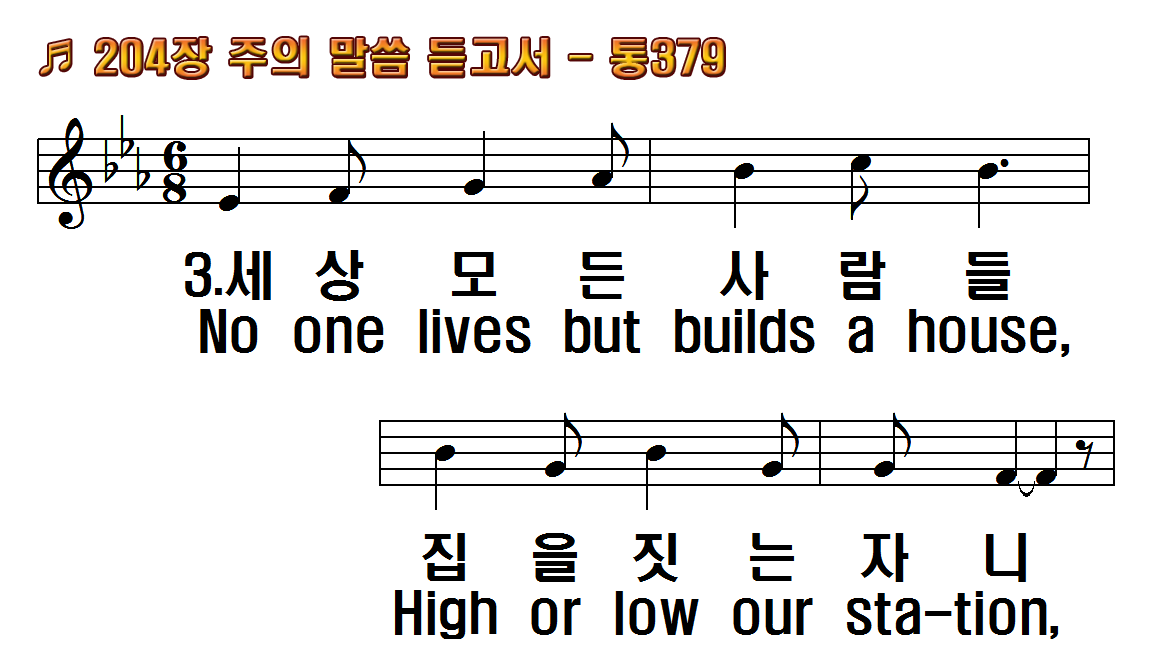 ♬ 204장 주의 말씀 듣고서 - 통379
3.세 상 모 든 사 람 들
No one lives but builds a house,
집 을 짓 는 자 니
High or low our sta-tion,